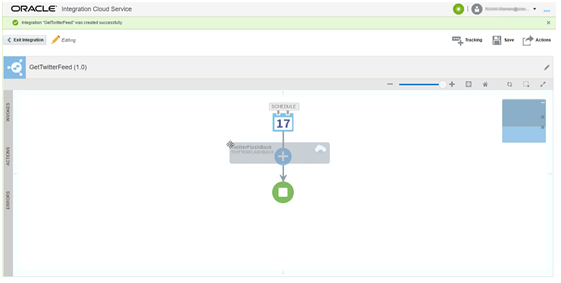 ORACLE Integration Cloud Service
Integration "GetTwitterFeed" was created successfully.
Exit Integration
Editing
Tracking
Save
Actions
GetTwitterFeed (1.0)
INVOKES
ACTIONS
ERRORS
SCHEDULE
17